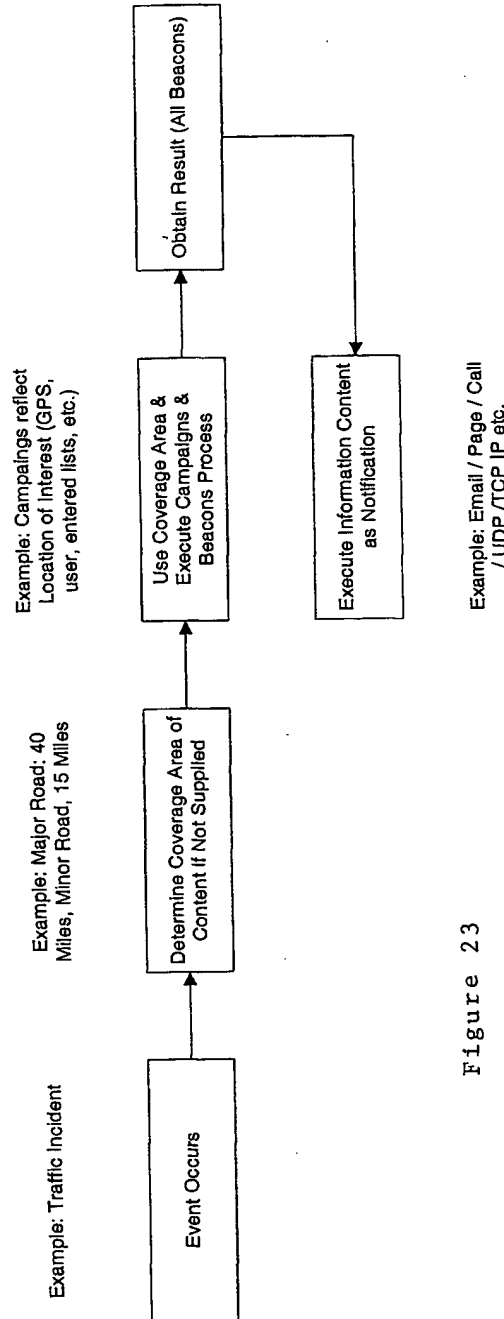 Example: Traffic Incident
Event Occurs
Example: Major Road: 40
Miles, Minor Road, 15 Miles
Determine Coverage Area of
Content If Not Supplied
Example: Campaings reflect
Location of Interest (GPS,
user, entered lists, etc.)
Use Coverage Area &
Execute Campaigns &
Beacons Process
Obtain Result (All Beacons)
Execute Information Content
as Notification
Example: Email / Page / Call
/ UDP /TCP IP etc.
Figure 23